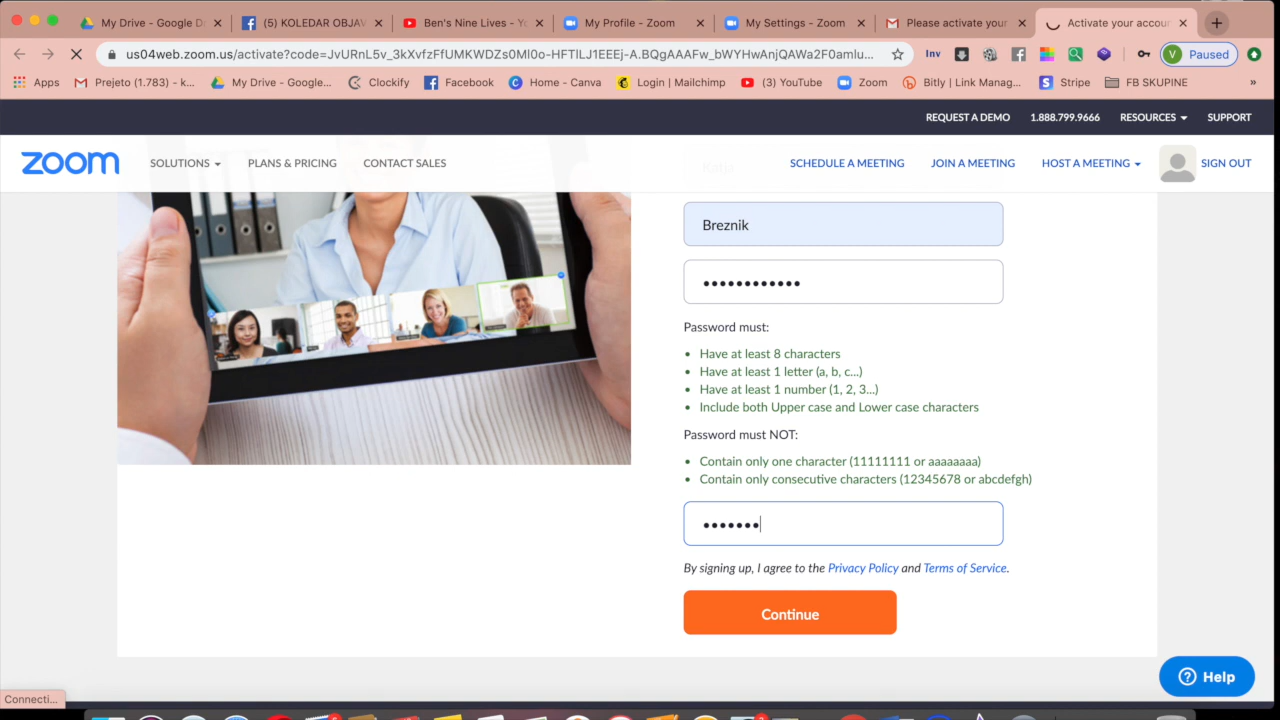 My Drive - Google D
(5) KOLEDAR OBJAV
Ben's Nine Lives - Yo
My Profile - Zoom
My Settings - Zoom
Please activate your
Activate your accou
us04web.zoom.us/activate?code=JvURnL5v_3kXvfzFfUMKWDZs0Ml0o-HFTlLJ1EEEj-A.BQgAAAFw_bWYHwAnjQAWa2F0amlu...
Inv
V
Paused
Apps
Prejeto (1.783) - k...
My Drive - Google...
Clockify
Facebook
Home - Canva
Login | Mailchimp
(3) YouTube
Zoom
Bitly | Link Manag...
Stripe
FB SKUPINE
»
REQUEST A DEMO
1.888.799.9666
RESOURCES
SUPPORT
zoom
SOLUTIONS
PLANS & PRICING
CONTACT SALES
SCHEDULE A MEETING
JOIN A MEETING
HOST A MEETING
SIGN OUT
Breznik
••••••••••••
Password must:
• Have at least 8 characters
• Have at least 1 letter (a, b, c...)
• Have at least 1 number (1, 2, 3...)
• Include both Upper case and Lower case characters
Password must NOT:
• Contain only one character (11111111 or aaaaaaaa)
• Contain only consecutive characters (12345678 or abcdefgh)
•••••••
By signing up, I agree to the Privacy Policy and Terms of Service.
Continue
Help
Connecti...